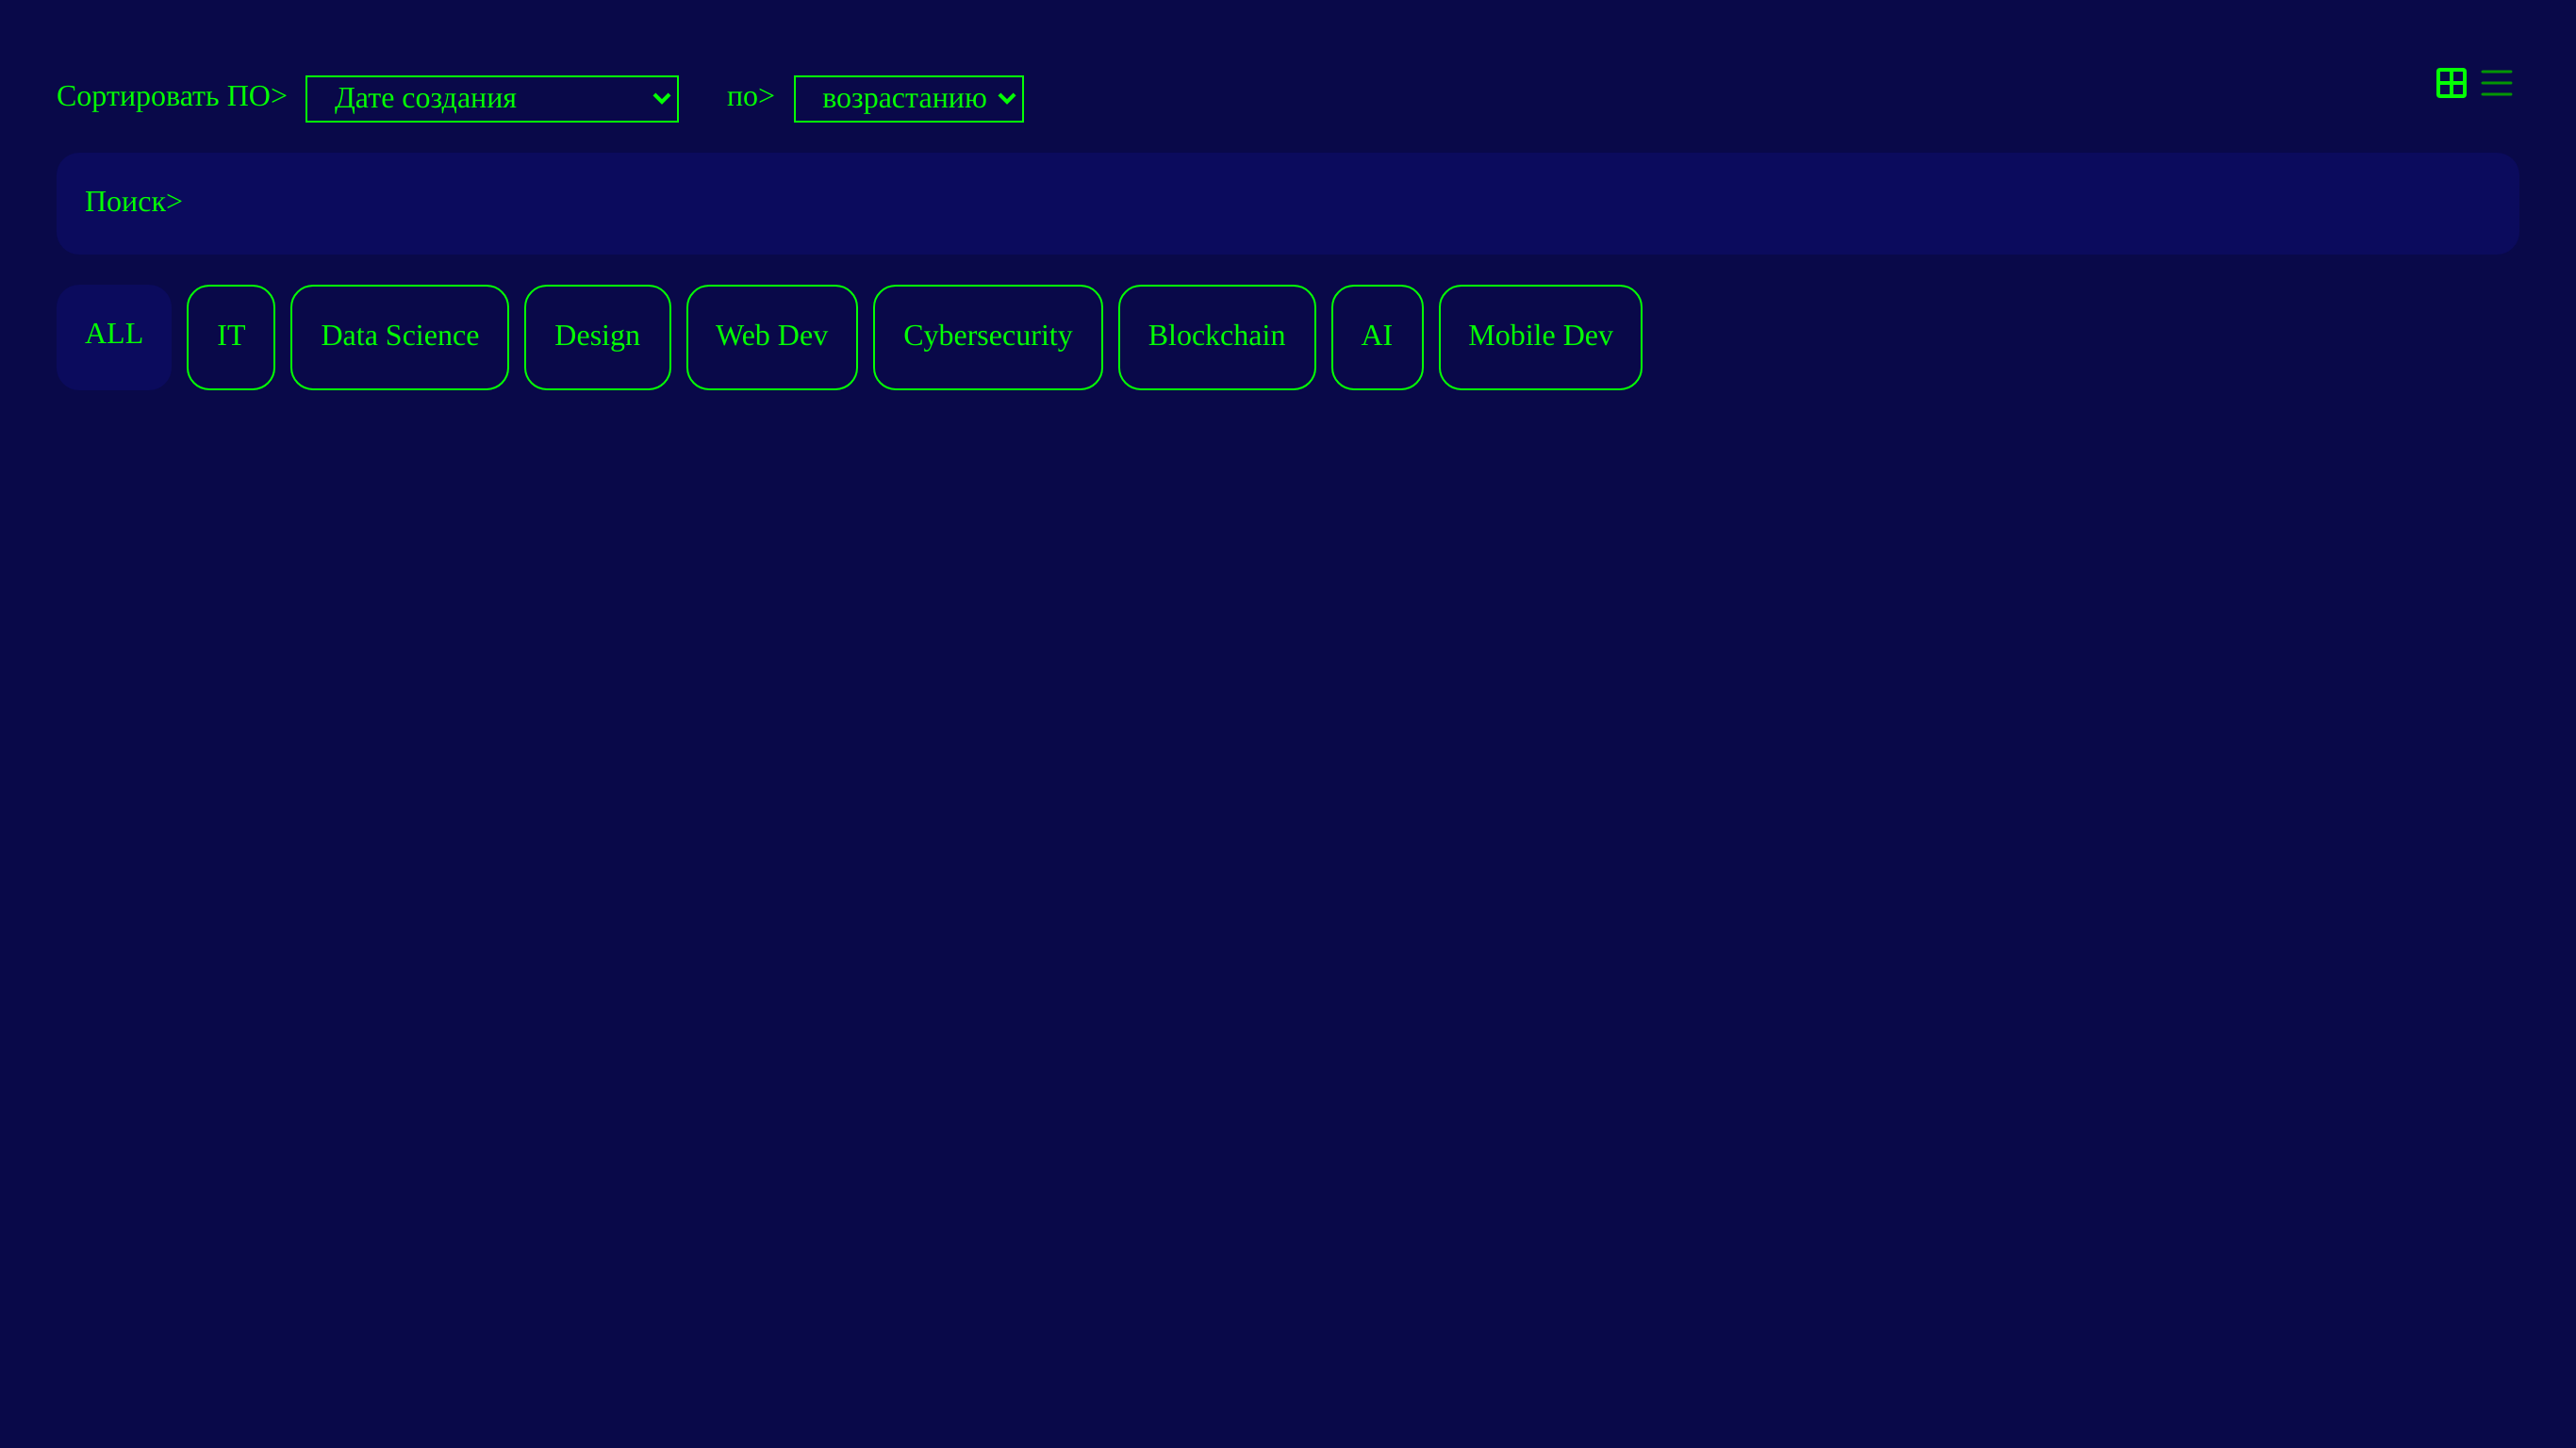 Сортировать ПО> Дате создания по> возрастанию
Поиск>
ALL IT Data Science Design Web Dev Cybersecurity Blockchain AI Mobile Dev